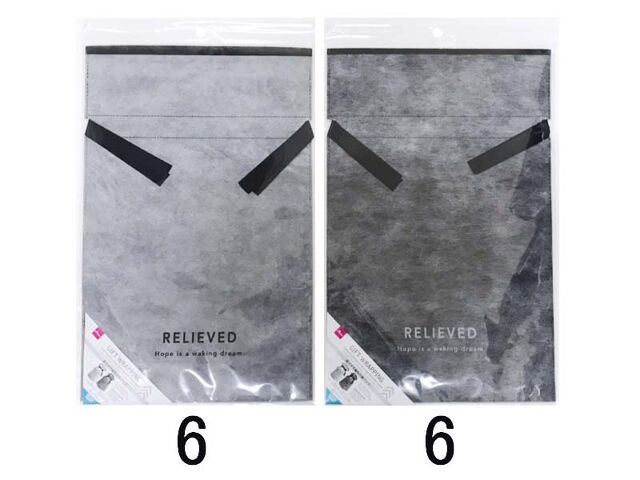 RELIEVED
Hope is a waking dream.
GIFT WRAPPING
6
RELIEVED
Hope is a waking dream.
GIFT WRAPPING
6